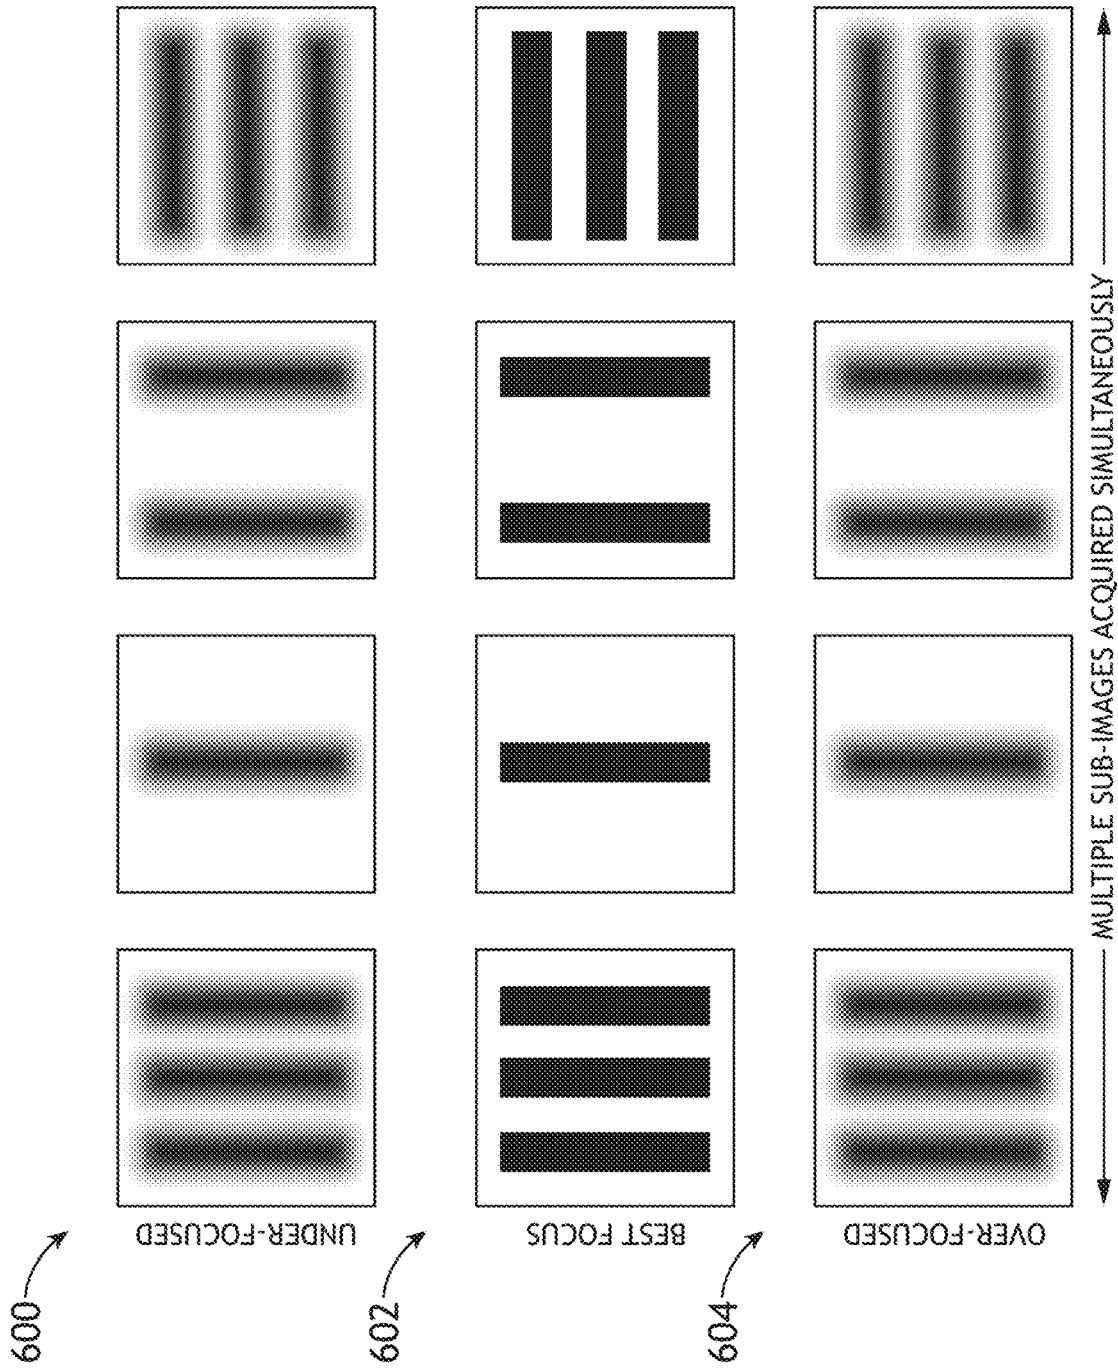 600
UNDER-FOCUSED
602
BEST FOCUS
604
OVER-FOCUSED
MULTIPLE SUB-IMAGES ACQUIRED SIMULTANEOUSLY